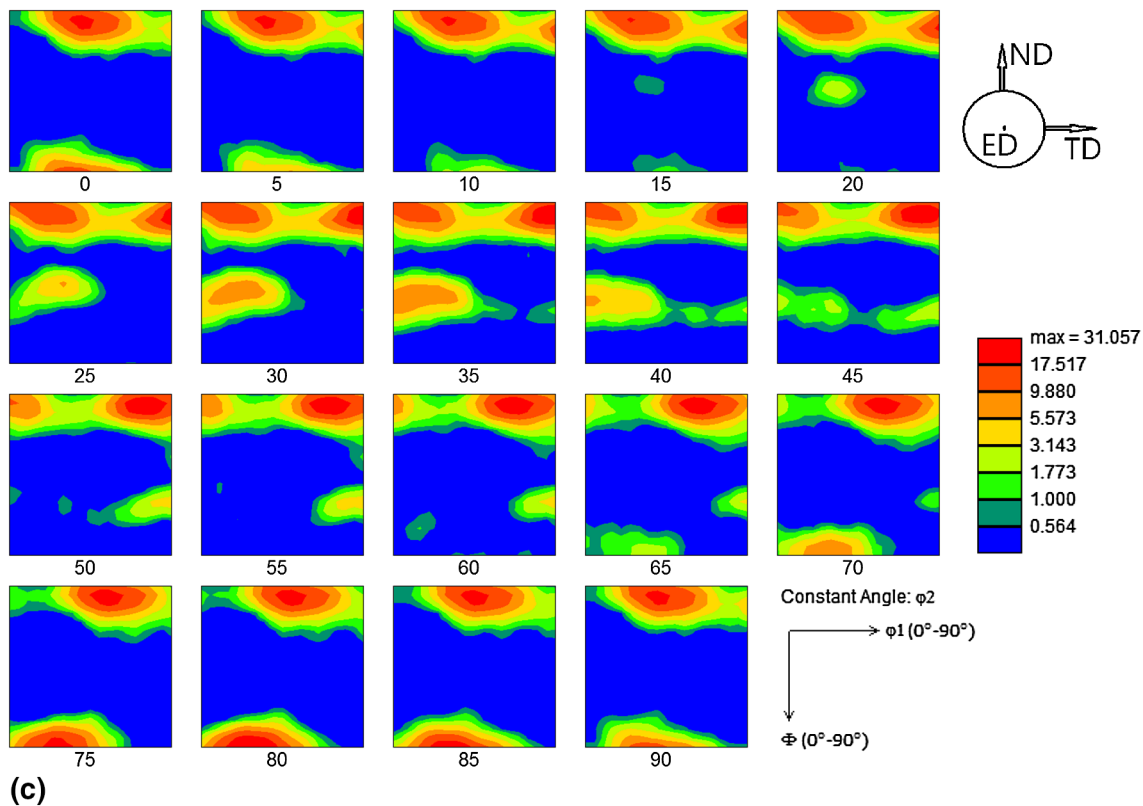 0 5 10 15 20
ND
ED
TD
25 30 35 40 45
max = 31.057
17.517
9.880
5.573
3.143
1.773
1.000
0.564
50 55 60 65 70
Constant Angle: φ2
φ1 (0°-90°)
Φ (0°-90°)
75 80 85 90
(c)